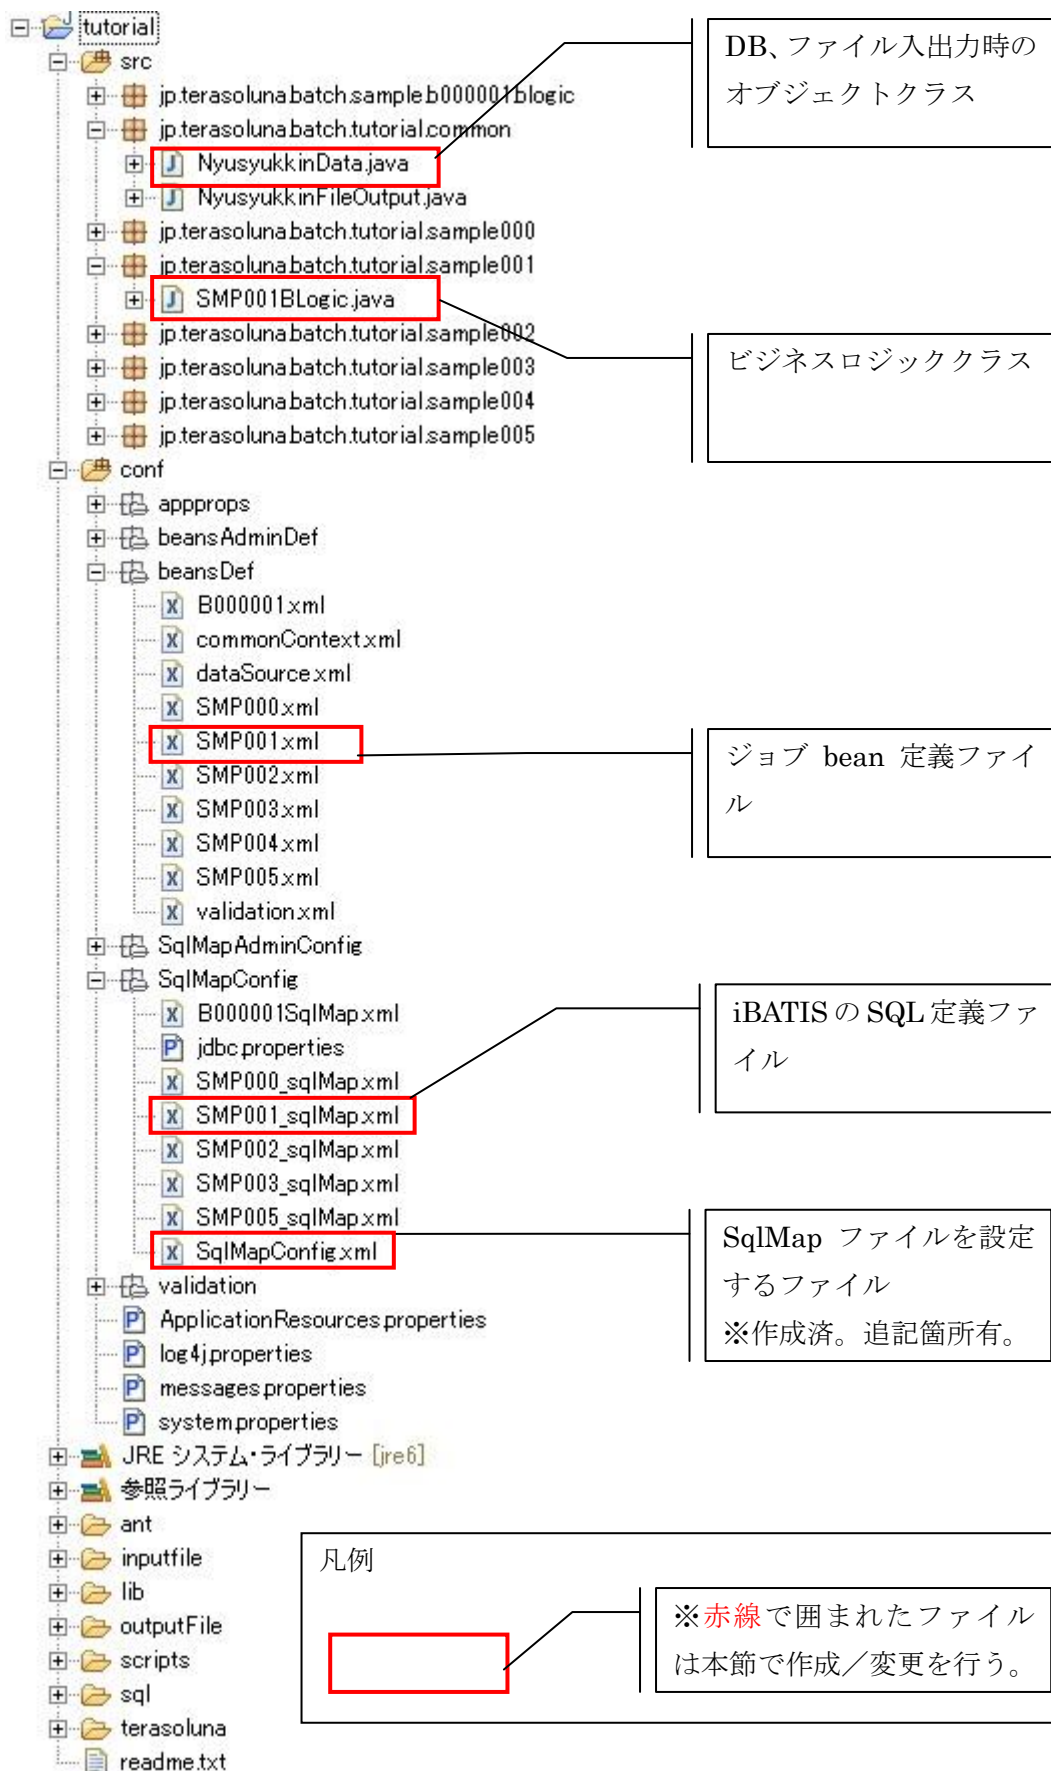 tutorial
src
jp.terasoluna.batch.sample.b000001.blogic
jp.terasoluna.batch.tutorial.common
NyusyukkinData.java
NyusyukkinFileOutput.java
jp.terasoluna.batch.tutorial.sample000
jp.terasoluna.batch.tutorial.sample001
SMP001BLogic.java
jp.terasoluna.batch.tutorial.sample002
jp.terasoluna.batch.tutorial.sample003
jp.terasoluna.batch.tutorial.sample004
jp.terasoluna.batch.tutorial.sample005
conf
appprops
beansAdminDef
beansDef
B000001.xml
commonContext.xml
dataSource.xml
SMP000.xml
SMP001.xml
SMP002.xml
SMP003.xml
SMP004.xml
SMP005.xml
validation.xml
SqlMapAdminConfig
SqlMapConfig
B000001SqlMap.xml
jdbc.properties
SMP000_sqlMap.xml
SMP001_sqlMap.xml
SMP002_sqlMap.xml
SMP003_sqlMap.xml
SMP005_sqlMap.xml
SqlMapConfig.xml
validation
ApplicationResources.properties
log4j.properties
messages.properties
system.properties
JRE システム・ライブラリー [jre6]
参照ライブラリー
ant
inputfile
lib
outputFile
scripts
sql
terasoluna
readme.txt
DB、ファイル入出力時の
オブジェクトクラス
ビジネスロジッククラス
ジョブ bean 定義ファイ
ル
iBATIS の SQL 定義ファ
イル
SqlMap ファイルを設定
するファイル
※作成済。追記箇所有。
凡例
※赤線で囲まれたファイル
は本節で作成／変更を行う。